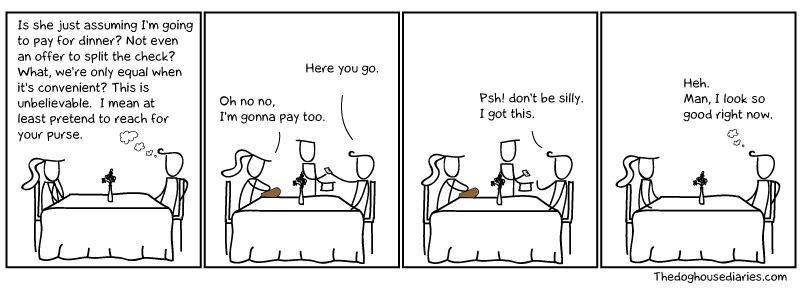 Is she just assuming I'm going
to pay for dinner? Not even
an offer to split the check?
What, we're only equal when
it's convenient? This is
unbelievable. I mean at
least pretend to reach for
your purse.
Here you go.
Oh no no,
I'm gonna pay too.
Psh! don't be silly.
I got this.
Heh.
Man, I look so
good right now.
Thedoghousediaries.com